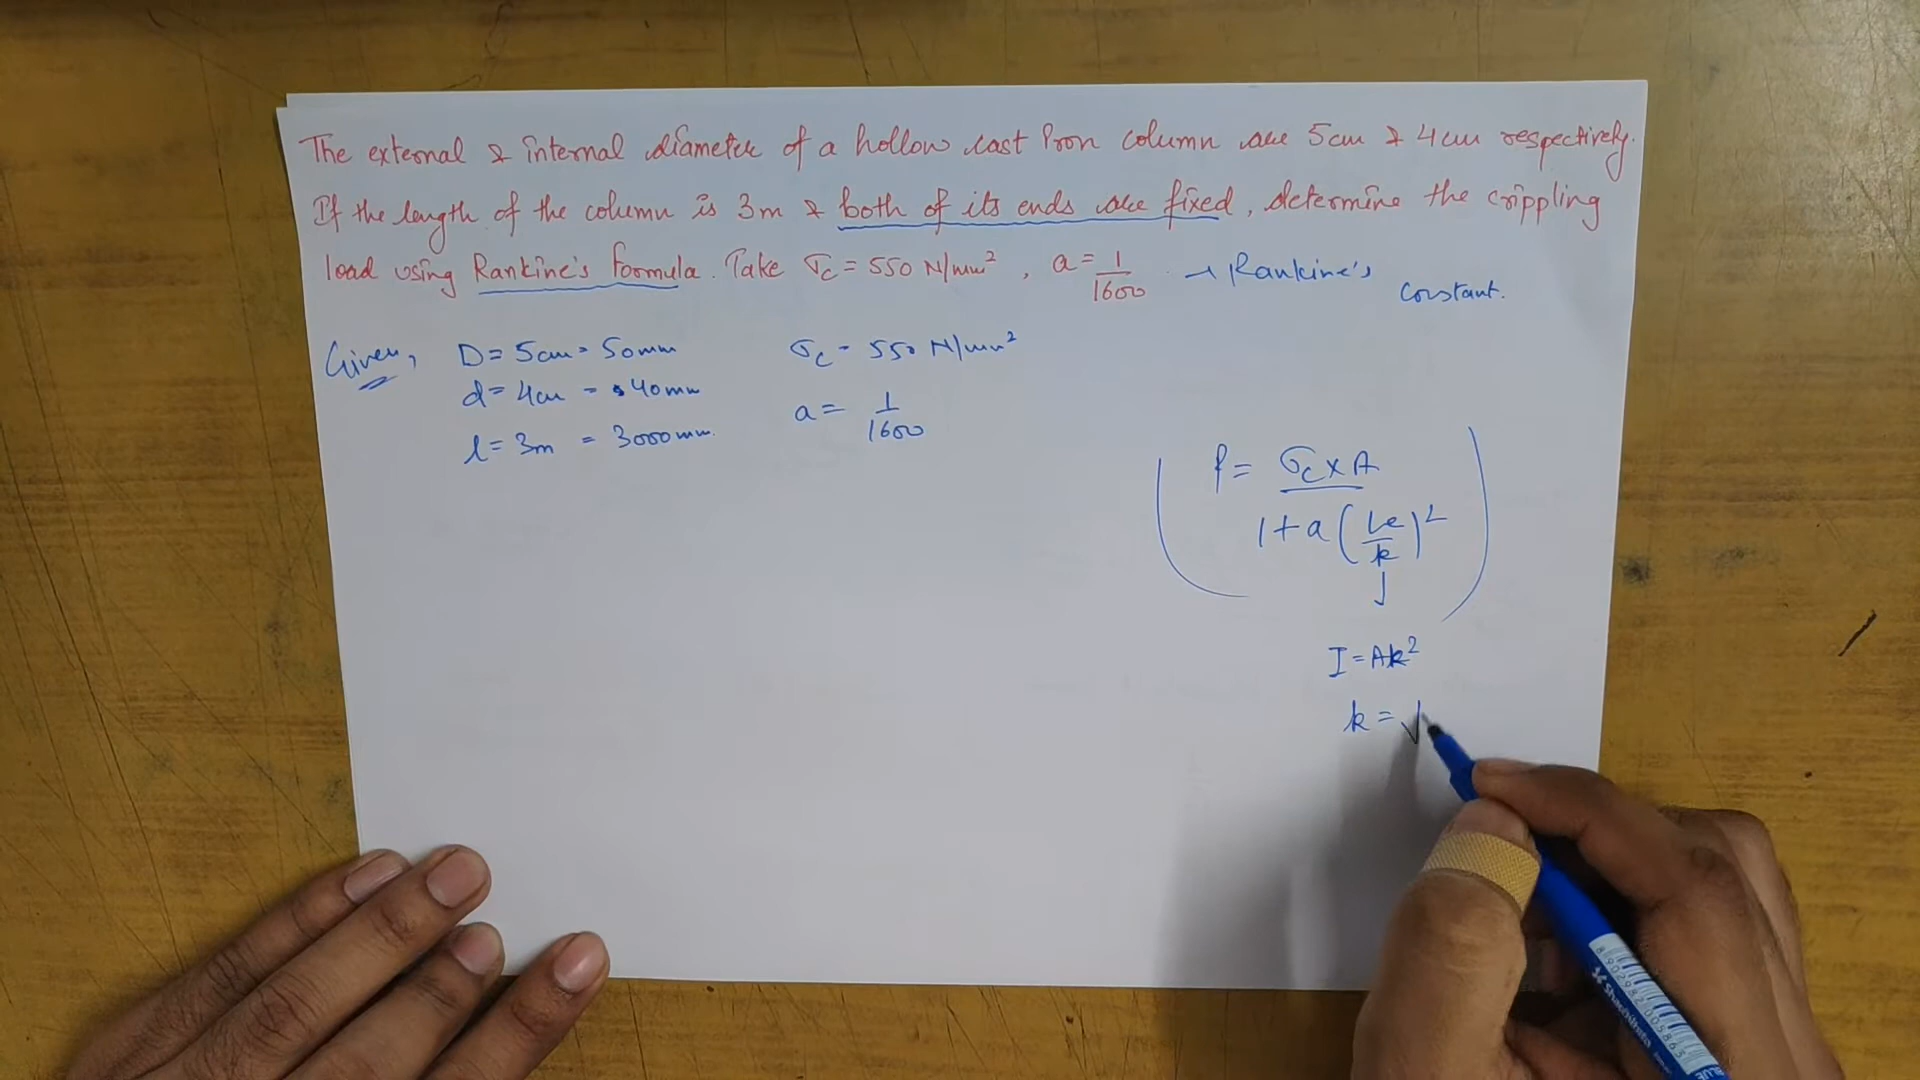 The external & internal diameter of a hollow cast Iron column are 5cm & 4cm respectively.
If the length of the column is 3m & both of its ends are fixed, determine the crippling
load using Rankine's Formula. Take σc = 550 N/mm², a = 1/1600 → Rankine's
constant.
Given, D = 5cm = 50mm σc = 550 N/mm²
d = 4cm = 40mm
a = 1/1600
l = 3m = 3000mm.
P = σc x A
1 + a (Le/k)²
I = Ak²
k = √
Shachihata
BLUE